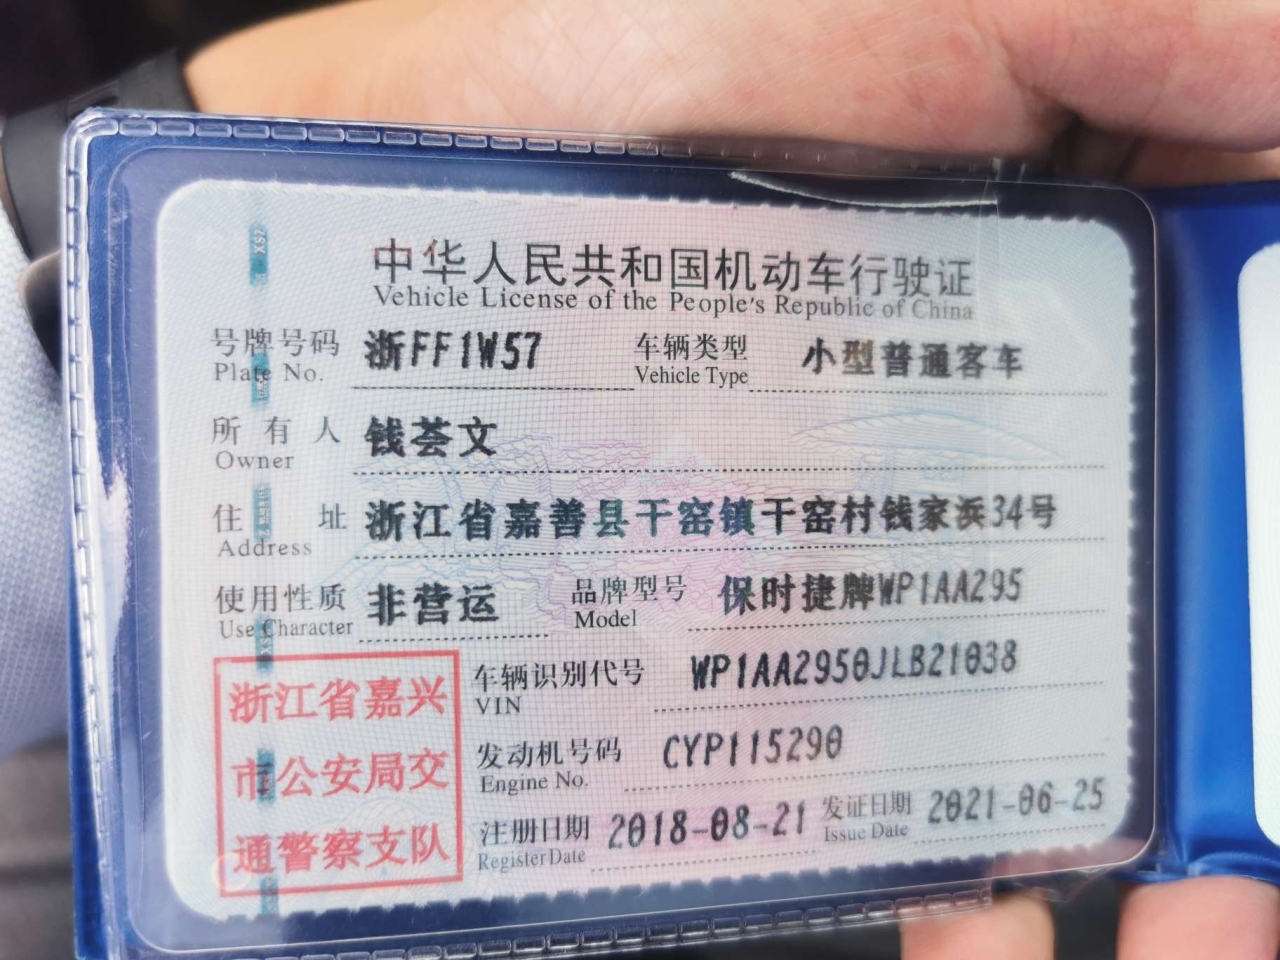 中华人民共和国机动车行驶证
Vehicle License of the People's Republic of China
号牌号码 浙FF1W57 车辆类型 小型普通客车
Plate No. Vehicle Type
所有人 钱荟文
Owner
住址 浙江省嘉善县干窑镇干窑村钱家浜34号
Address
使用性质 非营运 品牌型号 保时捷牌WP1AA295
Use Character Model
车辆识别代号 WP1AA2950JLB21038
VIN
发动机号码 CYP115290
Engine No.
注册日期 2018-08-21 发证日期 2021-06-25
Register Date Issue Date
浙江省嘉兴
市公安局交
通警察支队